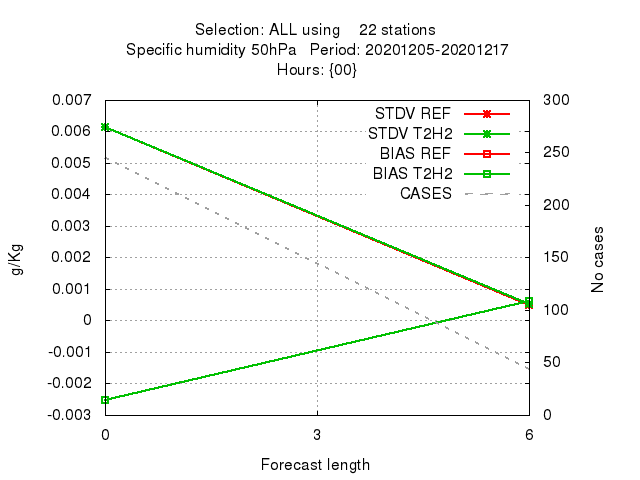 Selection: ALL using    22 stations
Specific humidity 50hPa   Period: 20201205-20201217
Hours: {00}
0.007
0.006
0.005
0.004
0.003
0.002
0.001
0
-0.001
-0.002
-0.003
g/Kg
STDV REF
STDV T2H2
BIAS REF
BIAS T2H2
CASES
300
250
200
150
100
50
0
No cases
0 3 6
Forecast length